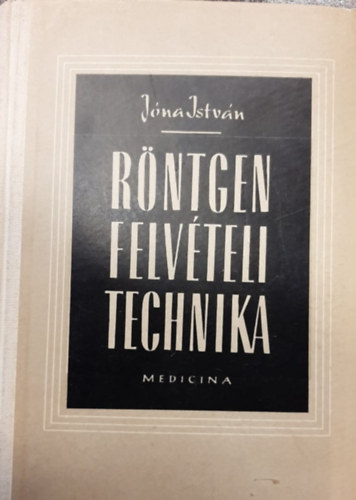 Jóna István
RÖNTGEN
FELVÉTELI
TECHNIKA
MEDICINA